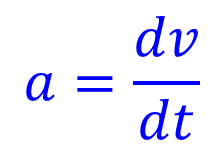 a = dv/dt